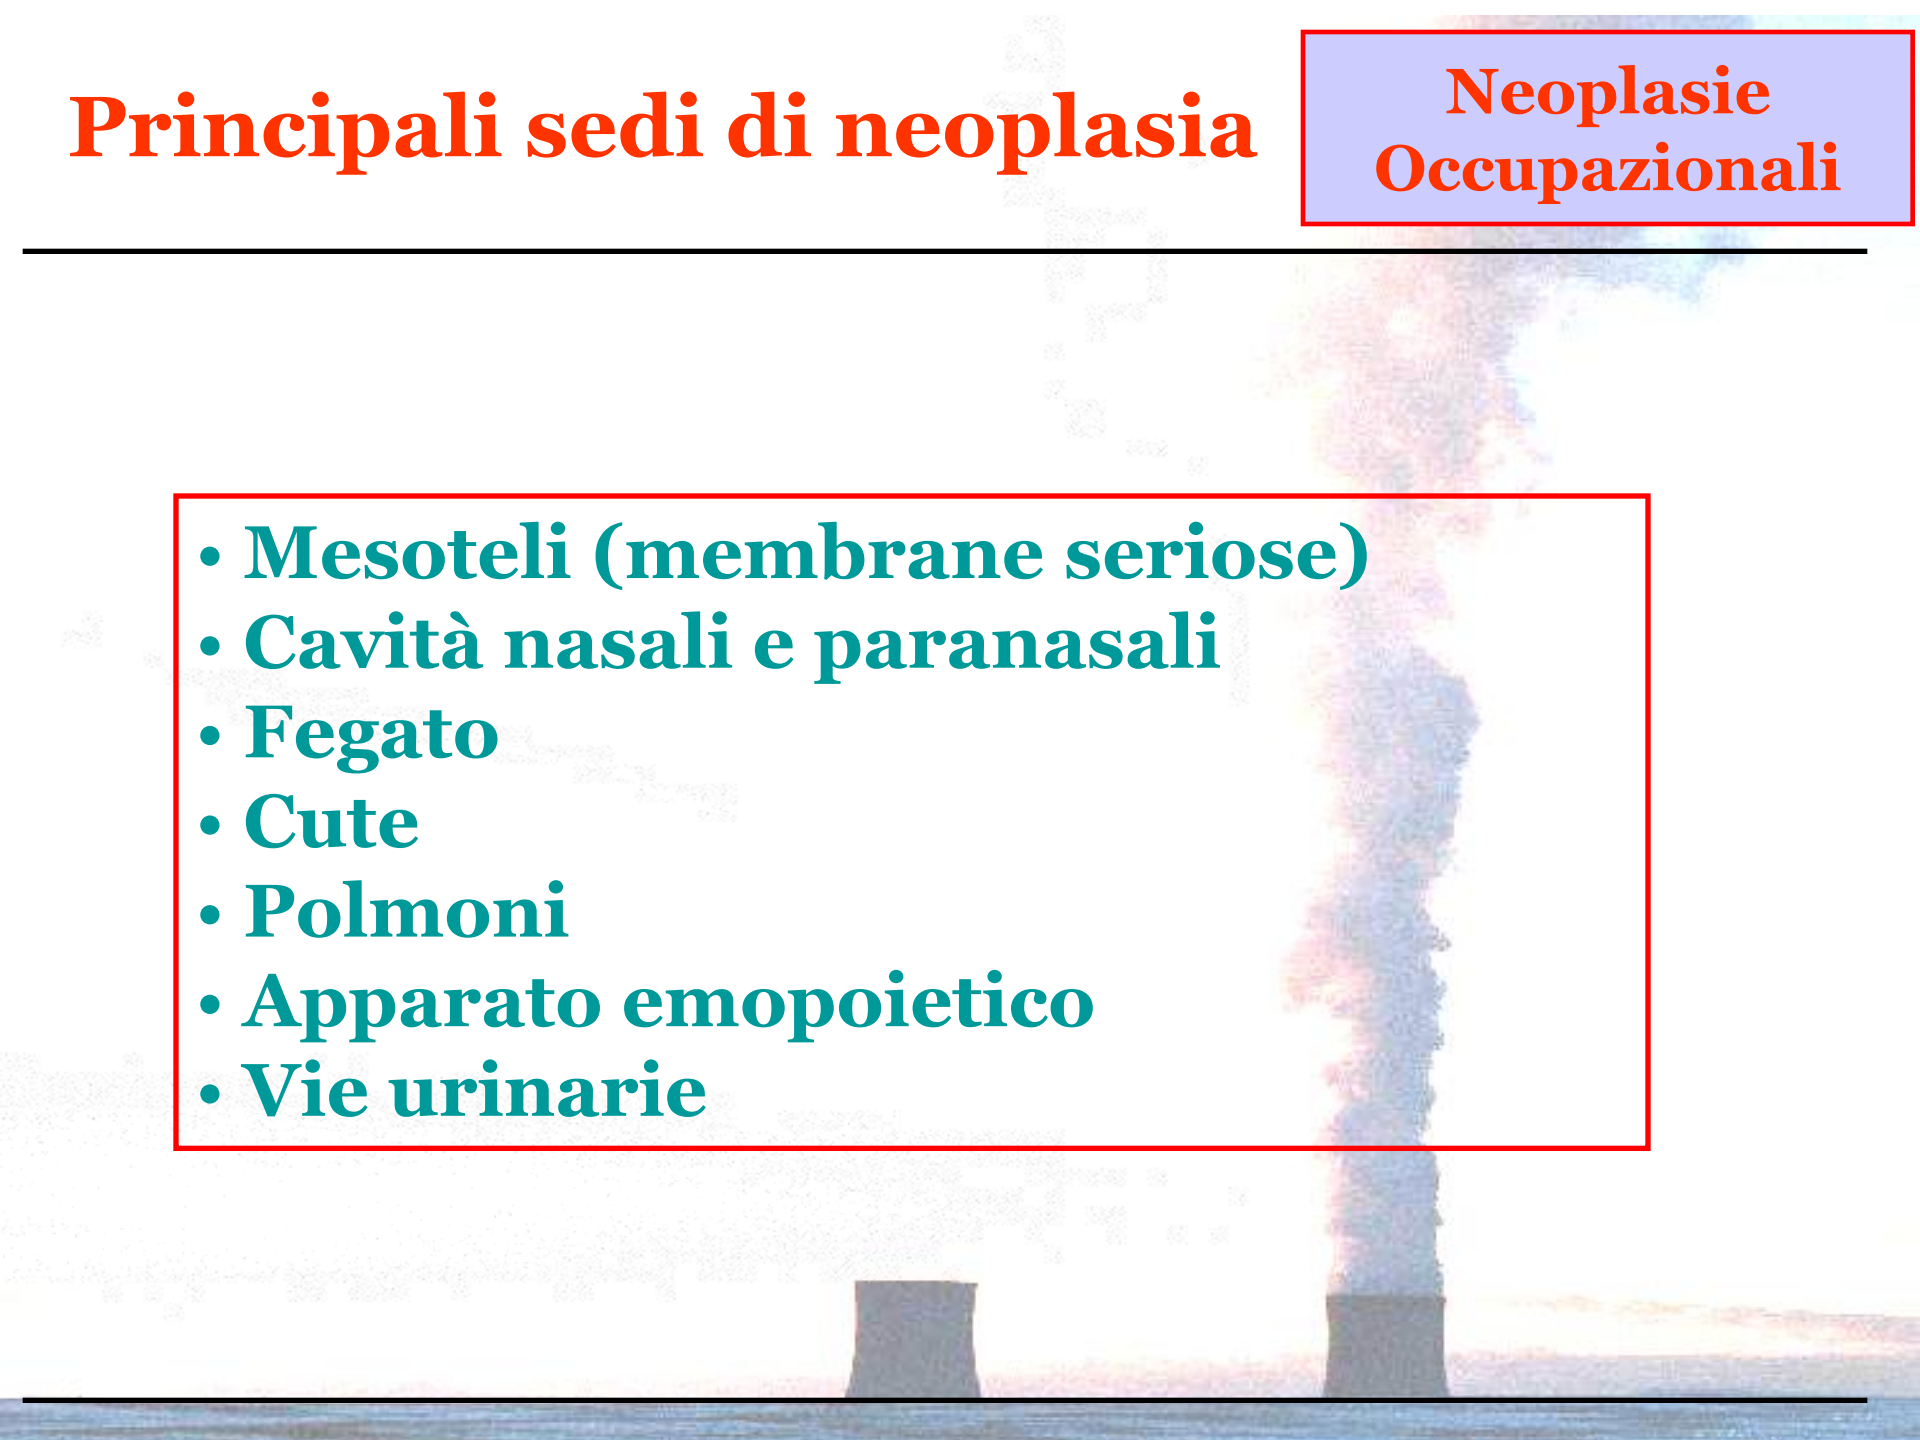 Principali sedi di neoplasia
Neoplasie
Occupazionali
• Mesoteli (membrane seriose)
• Cavità nasali e paranasali
• Fegato
• Cute
• Polmoni
• Apparato emopoietico
• Vie urinarie